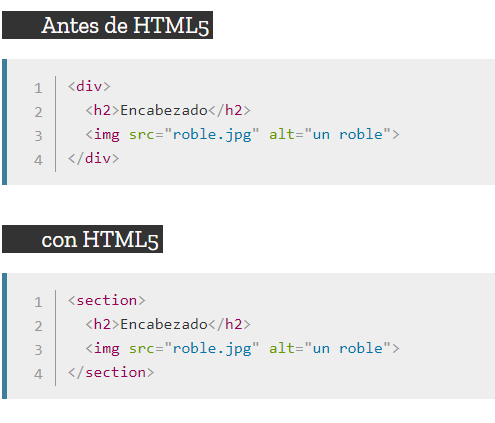 Antes de HTML5
1 <div>
2 <h2>Encabezado</h2>
3 <img src="roble.jpg" alt="un roble">
4 </div>
con HTML5
1 <section>
2 <h2>Encabezado</h2>
3 <img src="roble.jpg" alt="un roble">
4 </section>